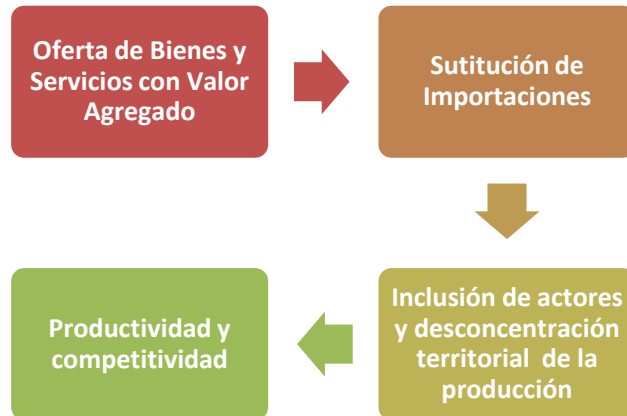 Oferta de Bienes y
Servicios con Valor
Agregado
Sutitución de
Importaciones
Inclusión de actores
y desconcentración
territorial de la
producción
Productividad y
competitividad